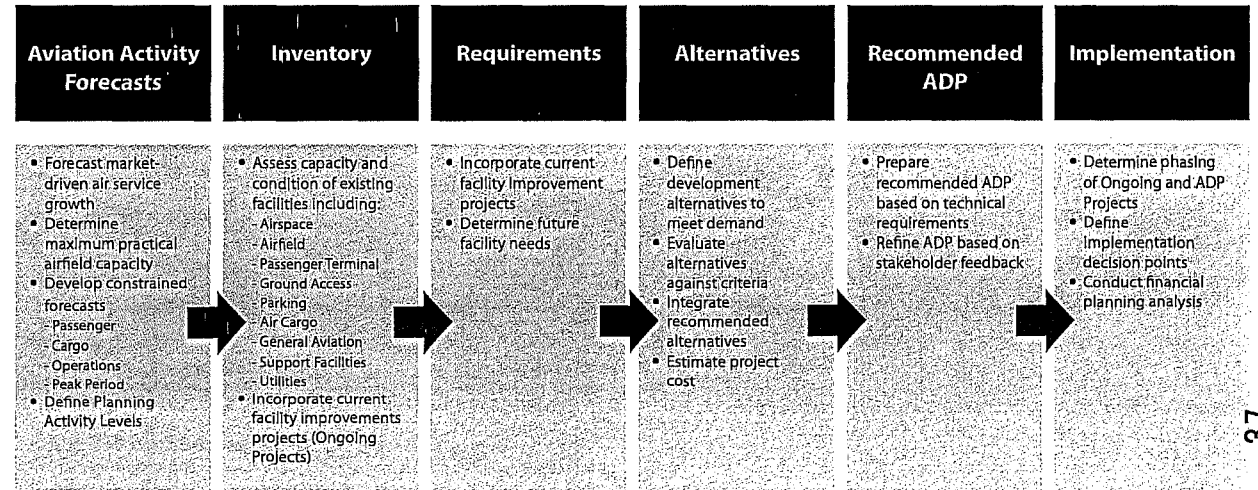 Aviation Activity
Forecasts
• Forecast market-
driven air service
growth
• Determine
maximum practical
airfield capacity
• Develop constrained
forecasts
- Passenger
- Cargo
- Operations
- Peak Period
• Define Planning
Activity Levels
Inventory
• Assess capacity and
condition of existing
facilities including:
- Airspace
- Airfield
- Passenger Terminal
- Ground Access
- Parking
- Air Cargo
- General Aviation
- Support Facilities
- Utilities
• Incorporate current
facility improvements
projects (Ongoing
Projects)
Requirements
• Incorporate current
facility improvement
projects
• Determine future
facility needs
Alternatives
• Define
development
alternatives to
meet demand
• Evaluate
alternatives
against criteria
• Integrate
recommended
alternatives
• Estimate project
cost
Recommended
ADP
• Prepare
recommended ADP
based on technical
requirements
• Refine ADP based on
stakeholder feedback
Implementation
• Determine phasing
of Ongoing and ADP
Projects
• Define
Implementation
decision points
• Conduct financial
planning analysis